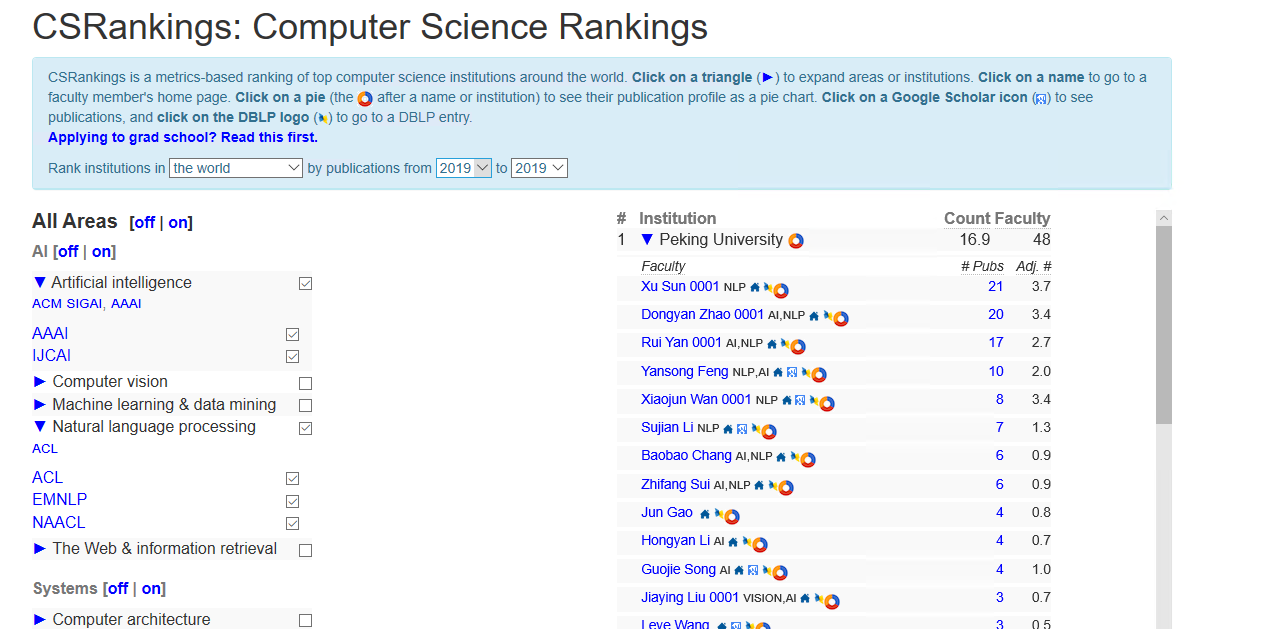 CSRankings: Computer Science Rankings
CSRankings is a metrics-based ranking of top computer science institutions around the world. Click on a triangle (▶) to expand areas or institutions. Click on a name to go to a
faculty member's home page. Click on a pie (the after a name or institution) to see their publication profile as a pie chart. Click on a Google Scholar icon () to see
publications, and click on the DBLP logo () to go to a DBLP entry.
Applying to grad school? Read this first.
Rank institutions in the world by publications from 2019 to 2019
All Areas [off | on]
AI [off | on]
▼ Artificial intelligence
ACM SIGAI, AAAI
AAAI
IJCAI
▶ Computer vision
▶ Machine learning & data mining
▼ Natural language processing
ACL
ACL
EMNLP
NAACL
▶ The Web & information retrieval
Systems [off | on]
▶ Computer architecture
# Institution Count Faculty
1 ▼ Peking University 16.9 48
Faculty # Pubs Adj. #
Xu Sun 0001 NLP 21 3.7
Dongyan Zhao 0001 AI,NLP 20 3.4
Rui Yan 0001 AI,NLP 17 2.7
Yansong Feng NLP,AI 10 2.0
Xiaojun Wan 0001 NLP 8 3.4
Sujian Li NLP 7 1.3
Baobao Chang AI,NLP 6 0.9
Zhifang Sui AI,NLP 6 0.9
Jun Gao 4 0.8
Hongyan Li AI 4 0.7
Guojie Song AI 4 1.0
Jiaying Liu 0001 VISION,AI 3 0.7
Leye Wang 3 0.5